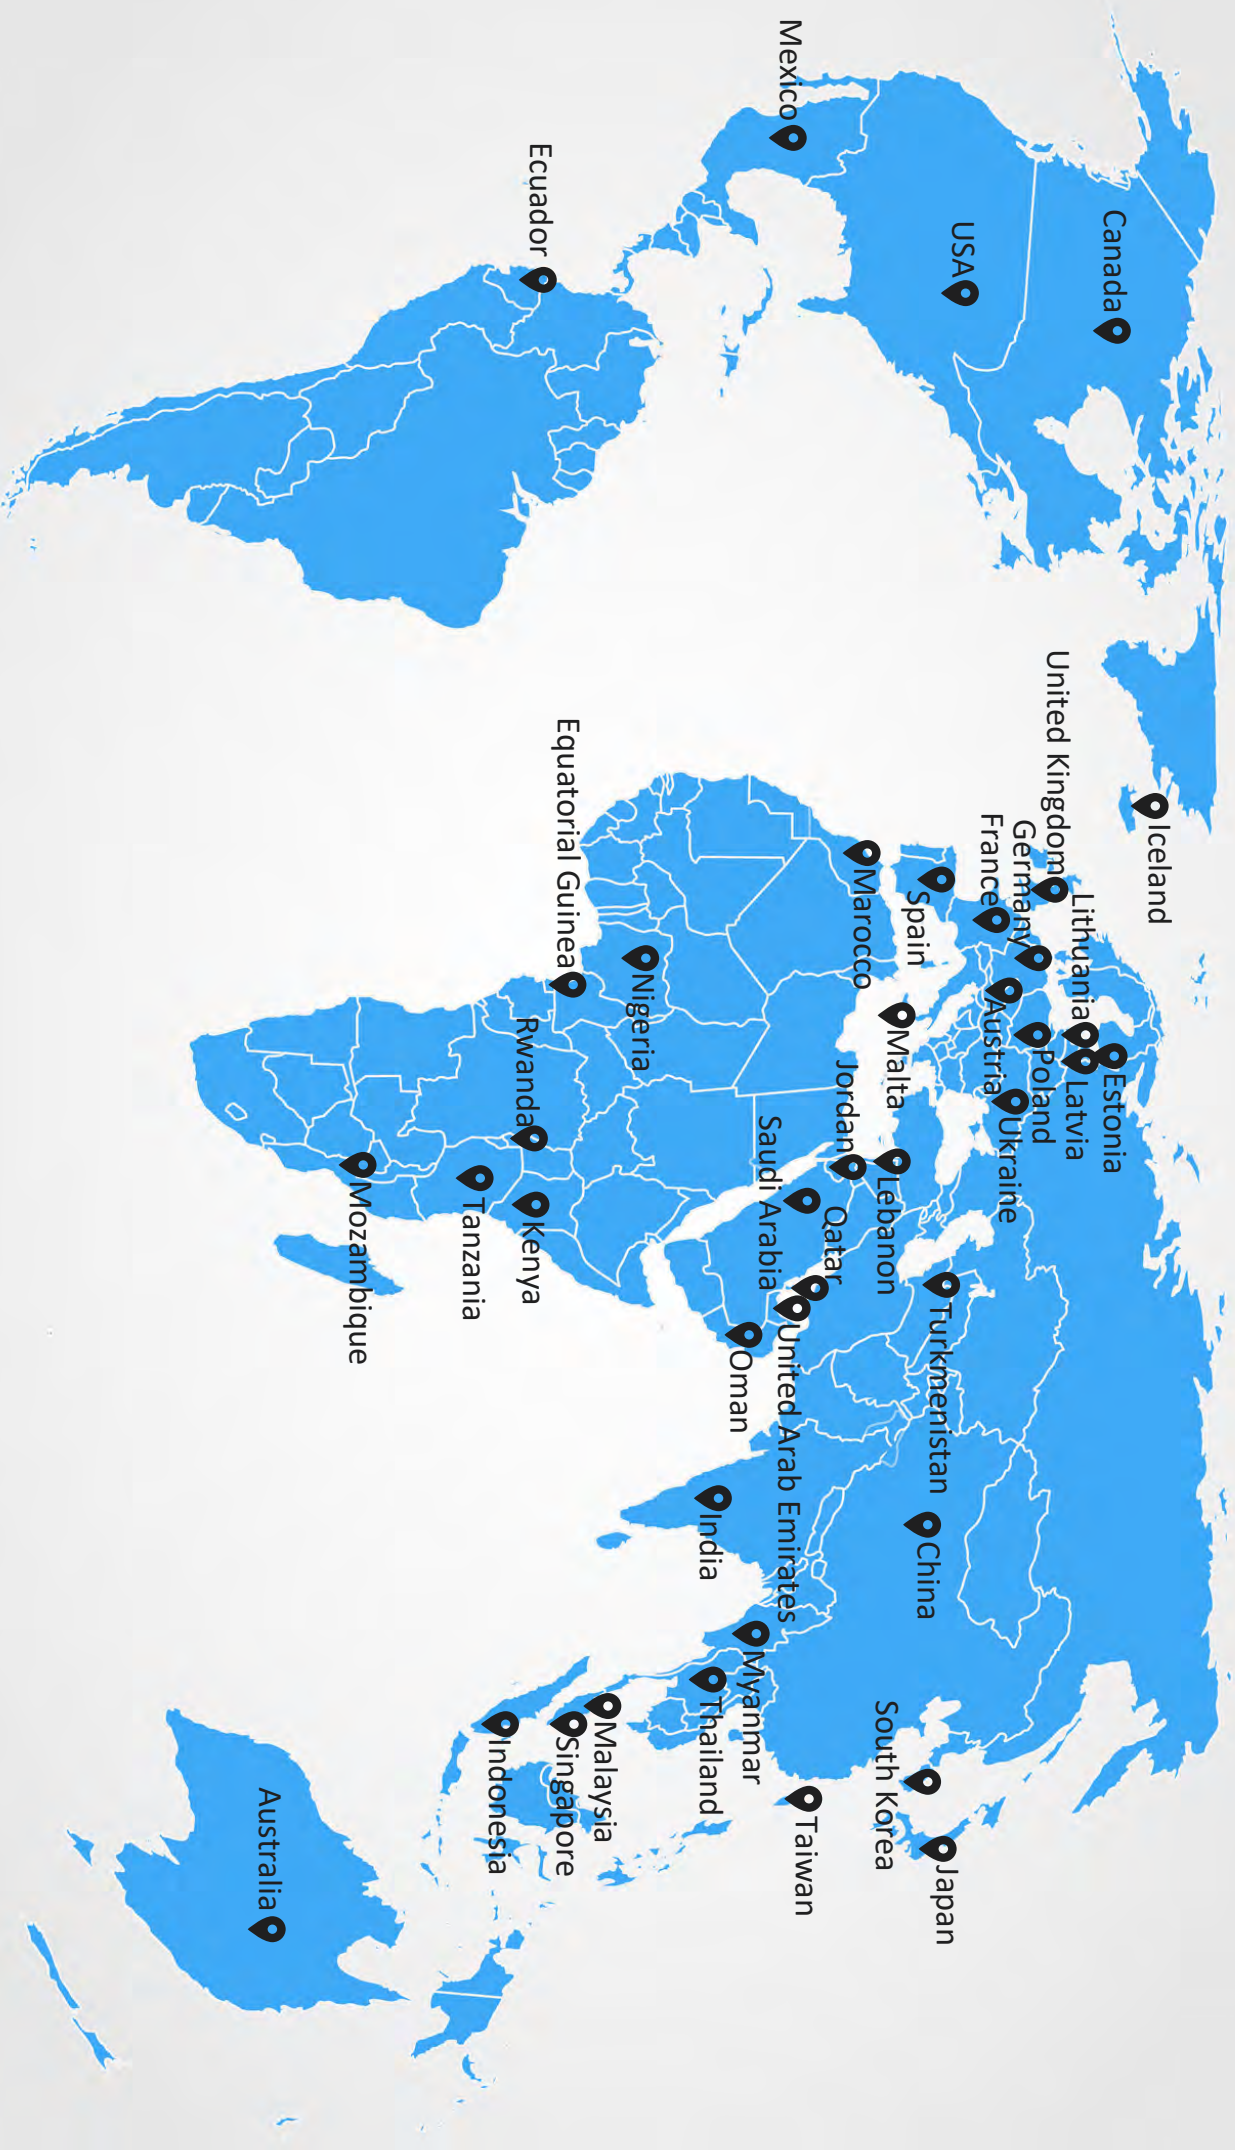 Canada
USA
Mexico
Ecuador
Iceland
United Kingdom
Lithuania
Estonia
Latvia
Germany
Poland
France
Austria
Ukraine
Spain
Marocco
Malta
Lebanon
Jordan
Turkmenistan
Qatar
Saudi Arabia
United Arab Emirates
Oman
Equatorial Guinea
Nigeria
Rwanda
Kenya
Tanzania
Mozambique
China
India
Myanmar
Thailand
South Korea
Japan
Taiwan
Malaysia
Singapore
Indonesia
Australia